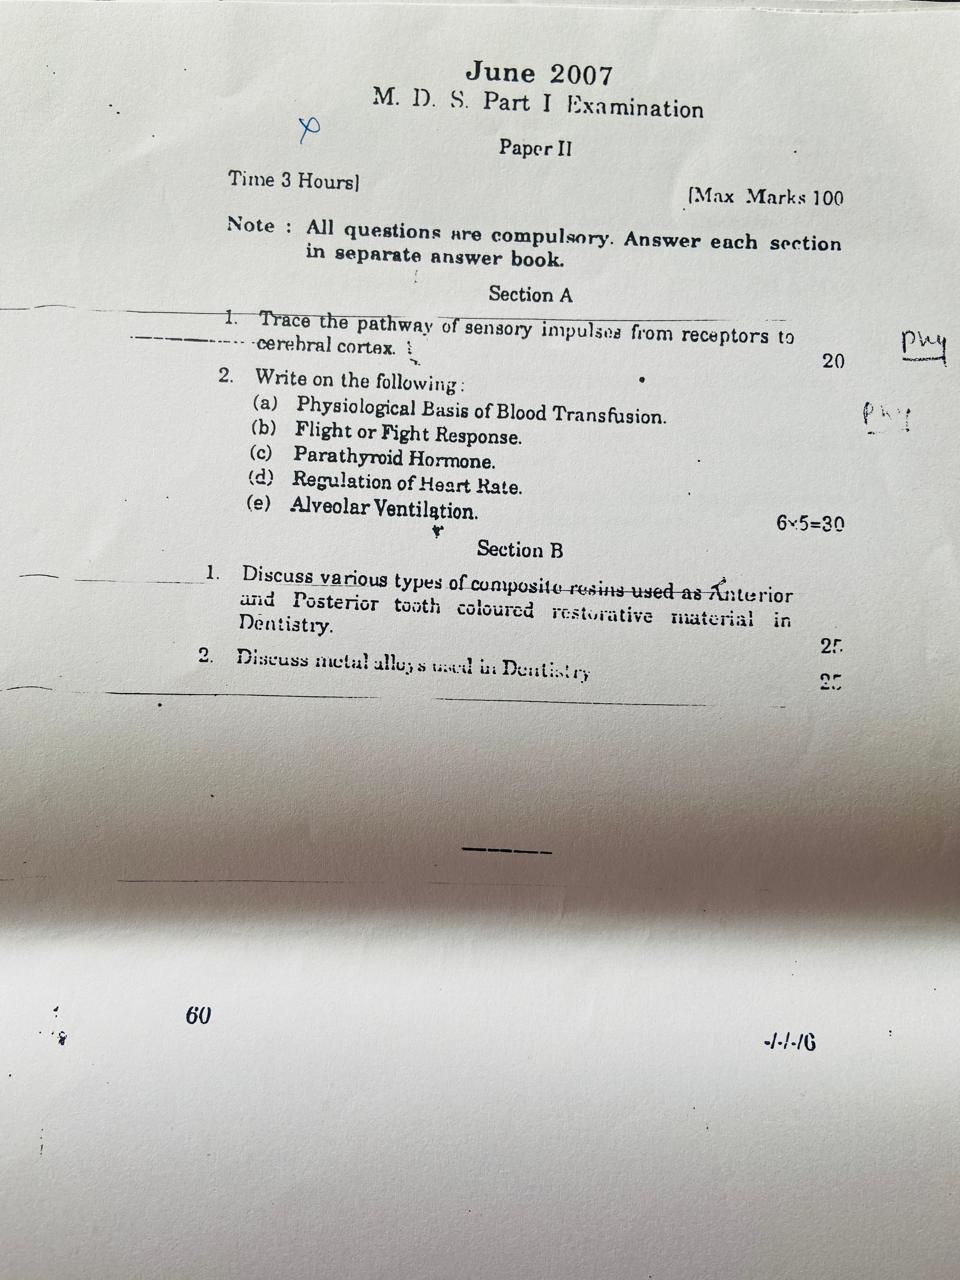 June 2007
M. D. S. Part I Examination
Paper II
Time 3 Hours]
[Max Marks 100
Note : All questions are compulsory. Answer each section
in separate answer book.
Section A
1. Trace the pathway of sensory impulses from receptors to
cerebral cortex.
20
Phy
2. Write on the following:
(a) Physiological Basis of Blood Transfusion.
Phy
(b) Flight or Fight Response.
(c) Parathyroid Hormone.
(d) Regulation of Heart Rate.
(e) Alveolar Ventilation.
6×5=30
Section B
1. Discuss various types of composite resins used as Anterior
and Posterior tooth coloured restorative material in
Dentistry.
25
2. Discuss metal alloys used in Dentistry
25
60
-/-/-/6